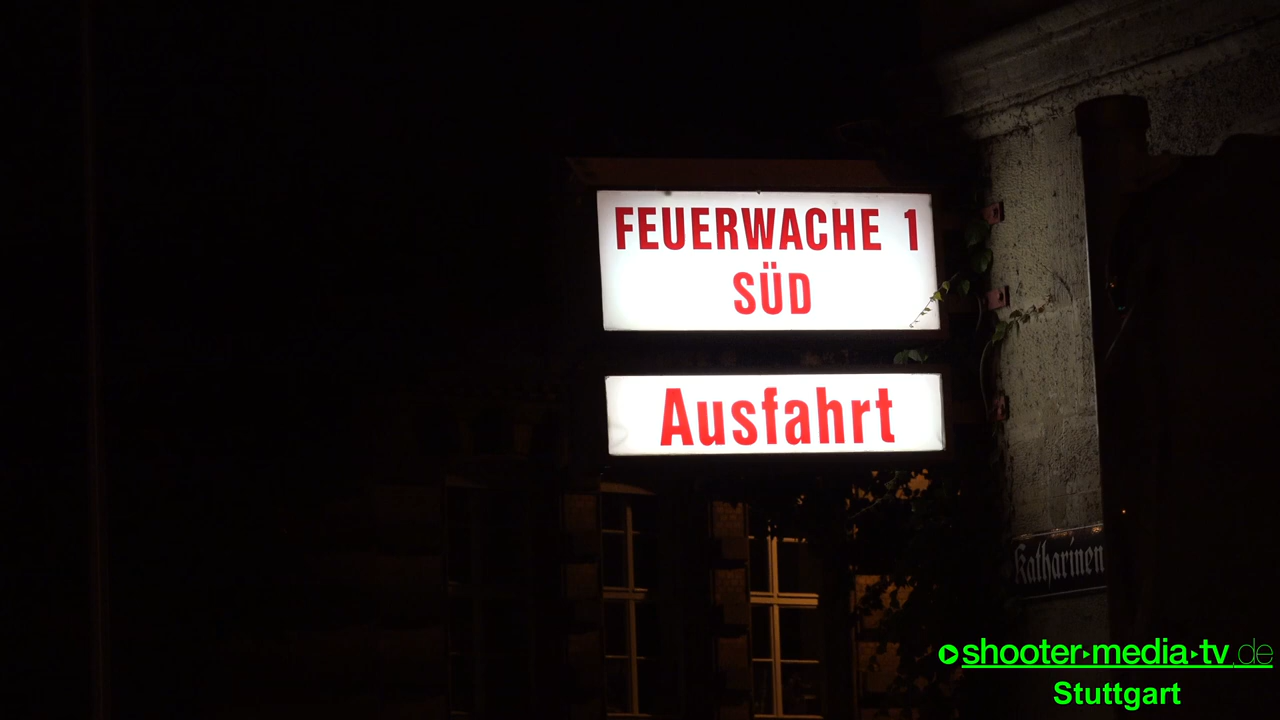 FEUERWACHE 1
SÜD
Ausfahrt
Katharinen
shooter-media-tv.de
Stuttgart